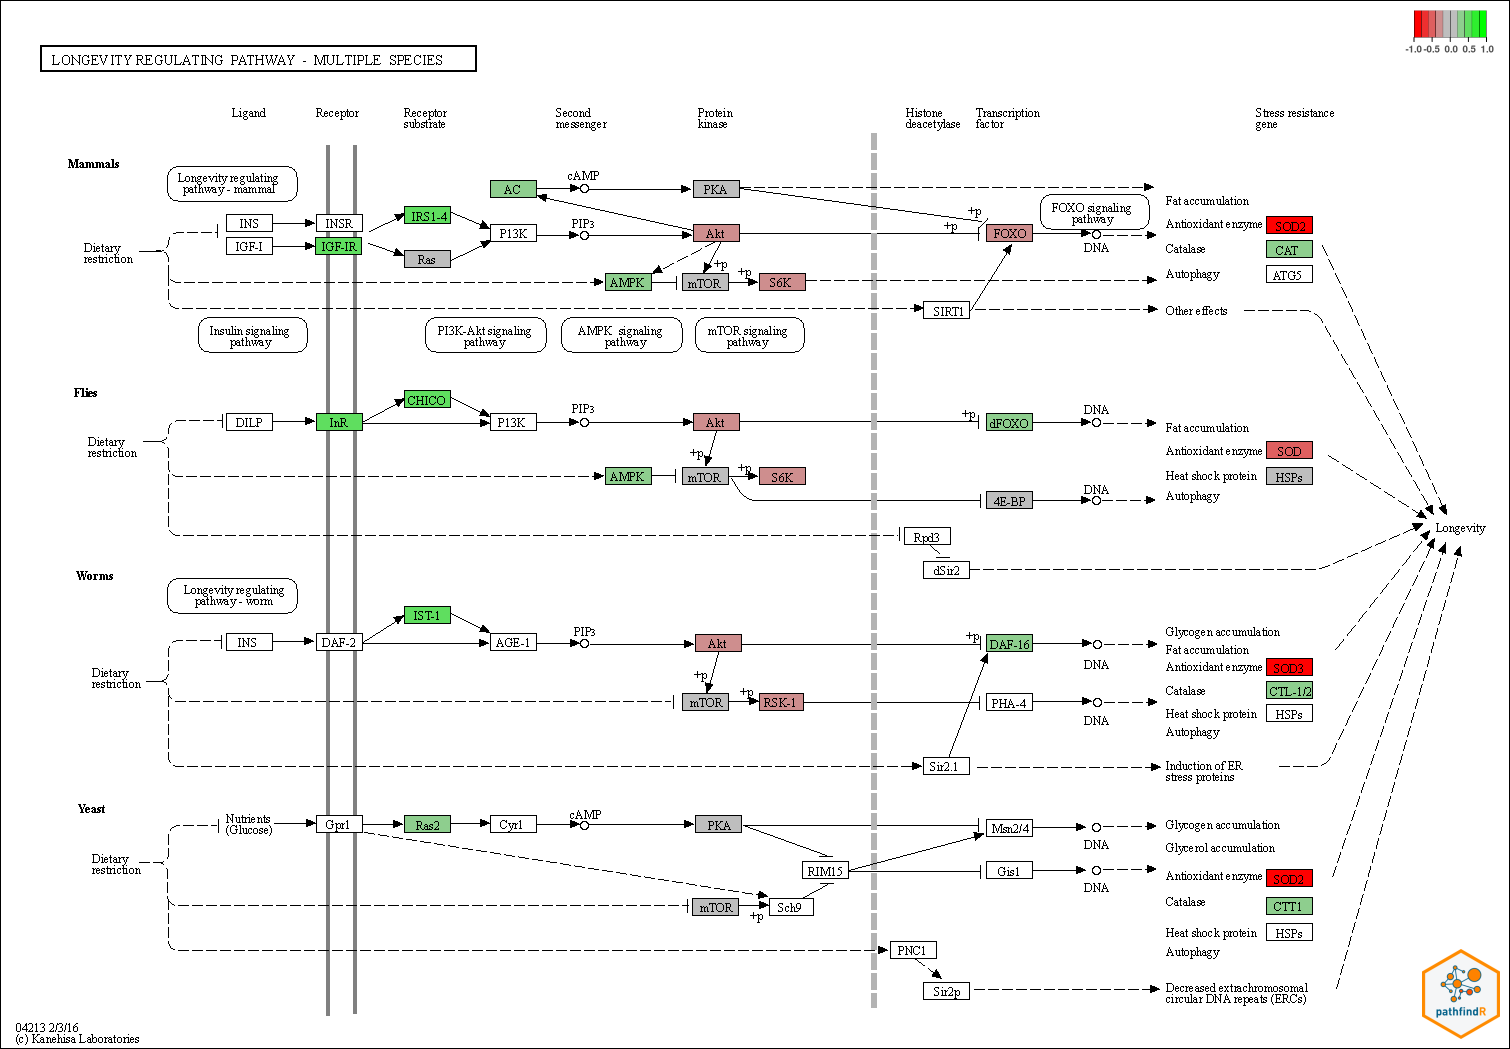 -1.0 -0.5 0.0 0.5 1.0
LONGEVITY REGULATING PATHWAY - MULTIPLE SPECIES
Ligand
Receptor
Receptor
substrate
Second
messenger
Protein
kinase
Histone
deacetylase
Transcription
factor
Stress resistance
gene
Mammals
Longevity regulating
pathway - mammal
AC
cAMP
PKA
INS
INSR
IRS1-4
P13K
PIP3
Akt
+p
+p
FOXO
FOXO signaling
pathway
DNA
Fat accumulation
Antioxidant enzyme
SOD2
Catalase
CAT
Autophagy
ATG5
Other effects
Dietary
restriction
IGF-I
IGF-IR
Ras
AMPK
+p
mTOR
+p
S6K
SIRT1
Insulin signaling
pathway
PI3K-Akt signaling
pathway
AMPK signaling
pathway
mTOR signaling
pathway
Flies
Dietary
restriction
DILP
InR
CHICO
P13K
PIP3
Akt
+p
dFOXO
DNA
Fat accumulation
Antioxidant enzyme
SOD
Heat shock protein
HSPs
Autophagy
AMPK
+p
mTOR
+p
S6K
4E-BP
DNA
Rpd3
dSir2
Longevity
Worms
Longevity regulating
pathway - worm
Dietary
restriction
INS
DAF-2
IST-1
AGE-1
PIP3
Akt
+p
DAF-16
DNA
Glycogen accumulation
Fat accumulation
Antioxidant enzyme
SOD3
Catalase
CTL-1/2
Heat shock protein
HSPs
Autophagy
+p
mTOR
+p
RSK-1
PHA-4
DNA
Sir2.1
Induction of ER
stress proteins
Yeast
Dietary
restriction
Nutrients
(Glucose)
Gpr1
Ras2
Cyr1
cAMP
PKA
Msn2/4
DNA
Glycogen accumulation
Glycerol accumulation
RIM15
Gis1
DNA
Antioxidant enzyme
SOD2
Catalase
CTT1
Heat shock protein
HSPs
Autophagy
mTOR
+p
Sch9
PNC1
Sir2p
Decreased extrachromosomal
circular DNA repeats (ERCs)
04213 2/3/16
(c) Kanehisa Laboratories
pathfindR